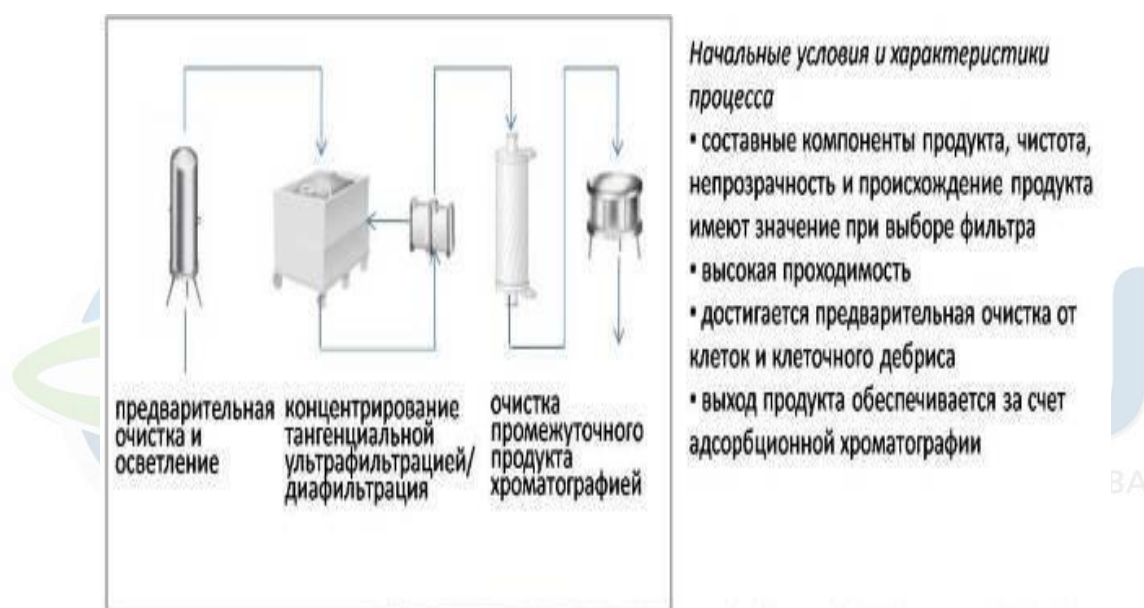 Начальные условия и характеристики
процесса
• составные компоненты продукта, чистота,
непрозрачность и происхождение продукта
имеют значение при выборе фильтра
• высокая проходимость
• достигается предварительная очистка от
клеток и клеточного дебриса
• выход продукта обеспечивается за счет
адсорбционной хроматографии
предварительная
очистка и
осветление
концентрирование
тангенциальной
ультрафильтрацией/
диафильтрация
очистка
промежуточного
продукта
хроматографией
ВА